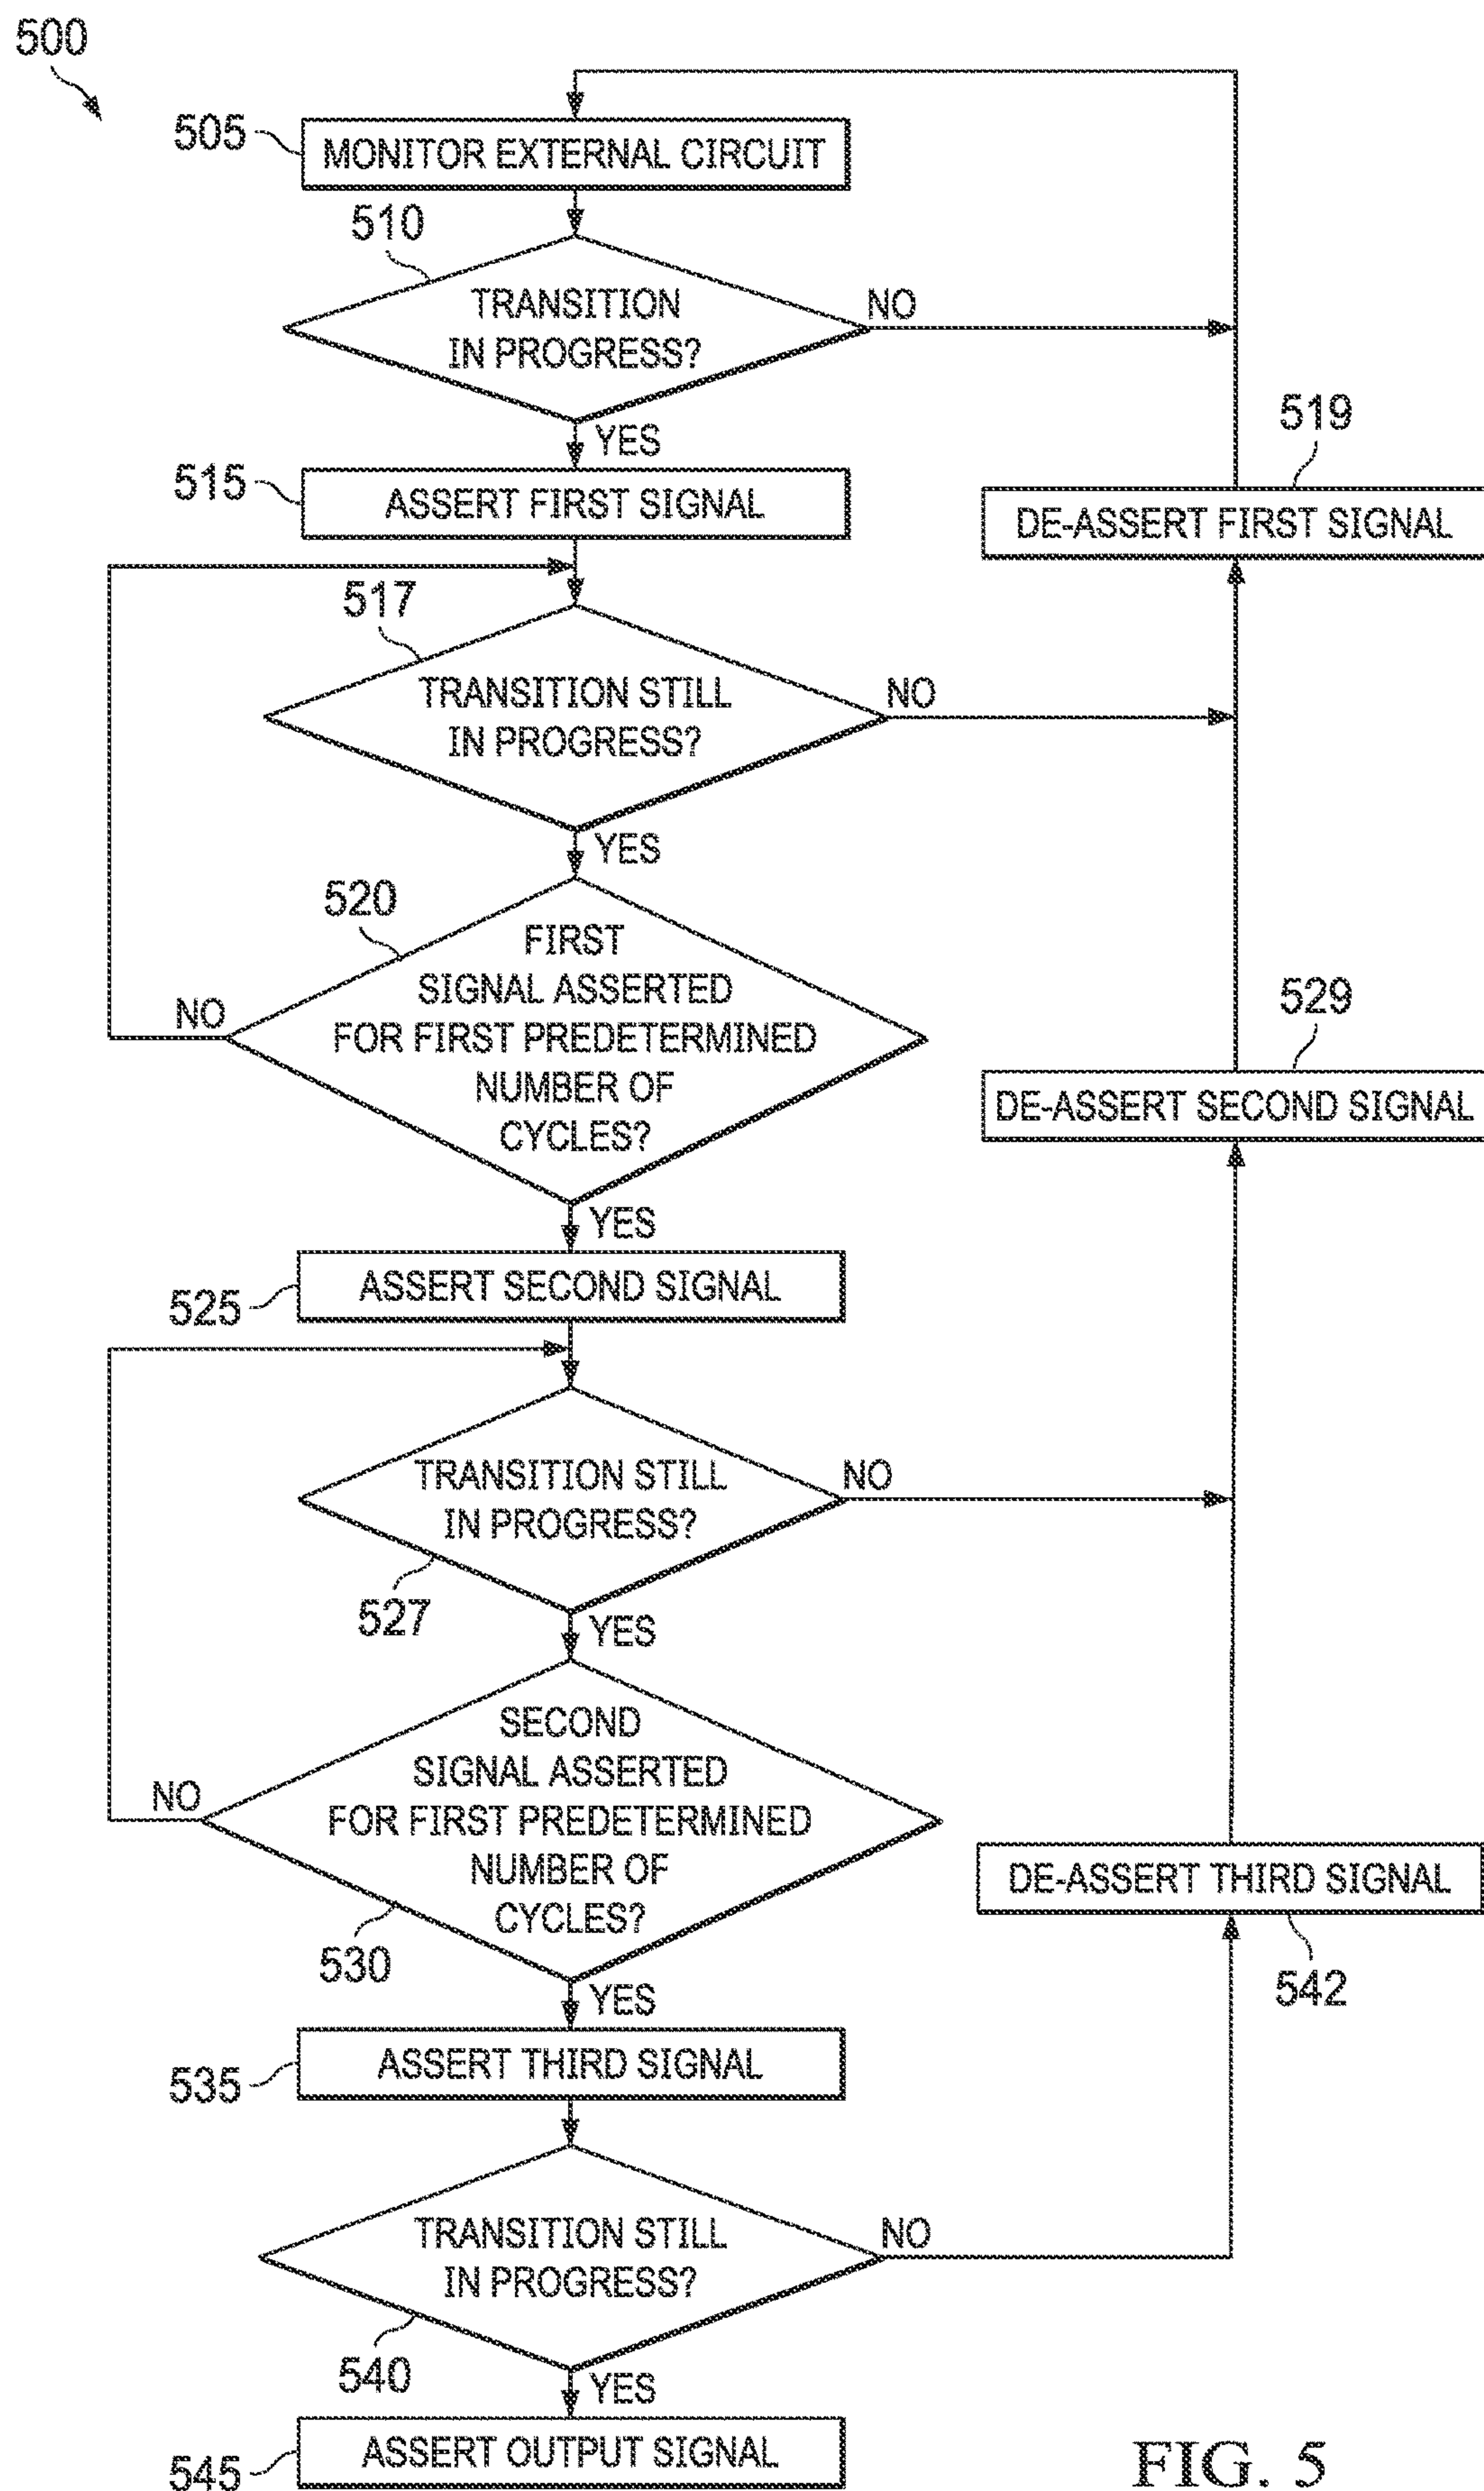 500
505
MONITOR EXTERNAL CIRCUIT
510
TRANSITION
IN PROGRESS?
NO
YES
515
ASSERT FIRST SIGNAL
519
DE-ASSERT FIRST SIGNAL
517
TRANSITION STILL
IN PROGRESS?
NO
YES
520
FIRST
SIGNAL ASSERTED
FOR FIRST PREDETERMINED
NUMBER OF
CYCLES?
NO
YES
529
DE-ASSERT SECOND SIGNAL
525
ASSERT SECOND SIGNAL
TRANSITION STILL
IN PROGRESS?
NO
527
YES
SECOND
SIGNAL ASSERTED
FOR FIRST PREDETERMINED
NUMBER OF
CYCLES?
NO
530
YES
DE-ASSERT THIRD SIGNAL
542
535
ASSERT THIRD SIGNAL
TRANSITION STILL
IN PROGRESS?
NO
540
YES
545
ASSERT OUTPUT SIGNAL
FIG. 5